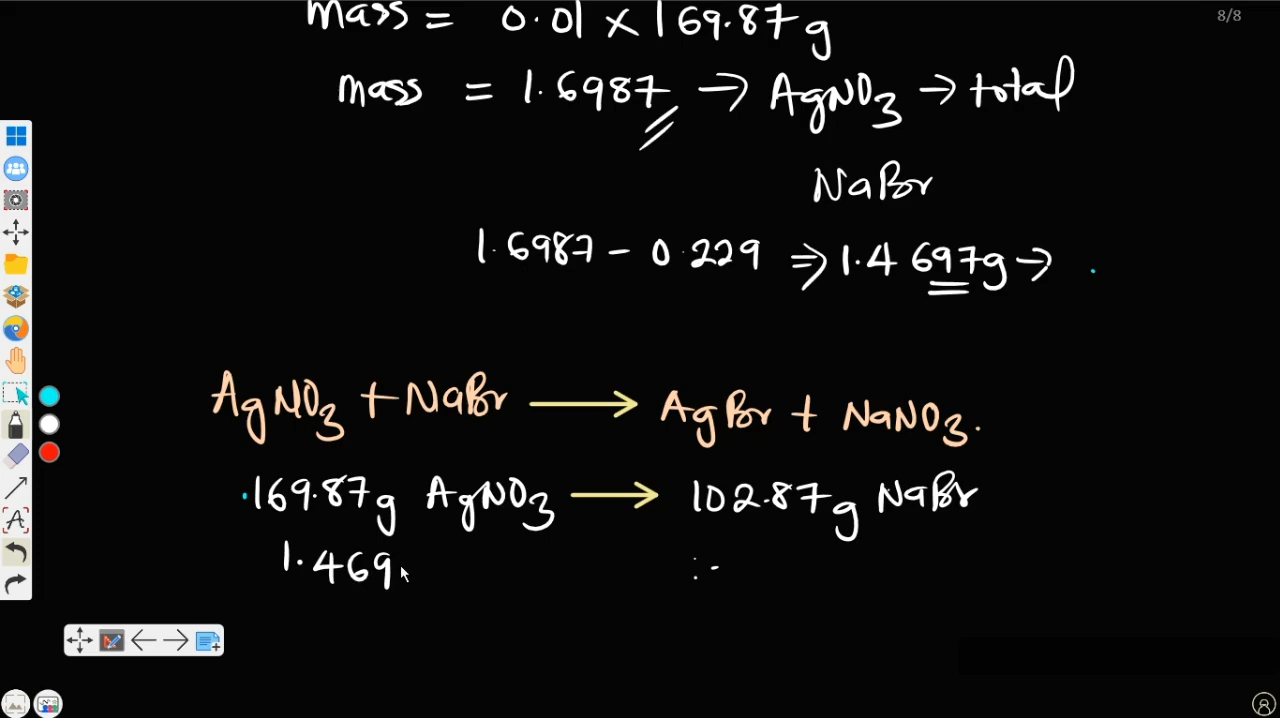 8/8
mass = 0.01 × 169.87g
mass = 1.6987 → AgNO3 → total
NaBr
1.6987 - 0.229 ⇒ 1.4697g →
AgNO3 + NaBr → AgBr + NaNO3.
169.87g AgNO3 → 102.87g NaBr
1.469 :-